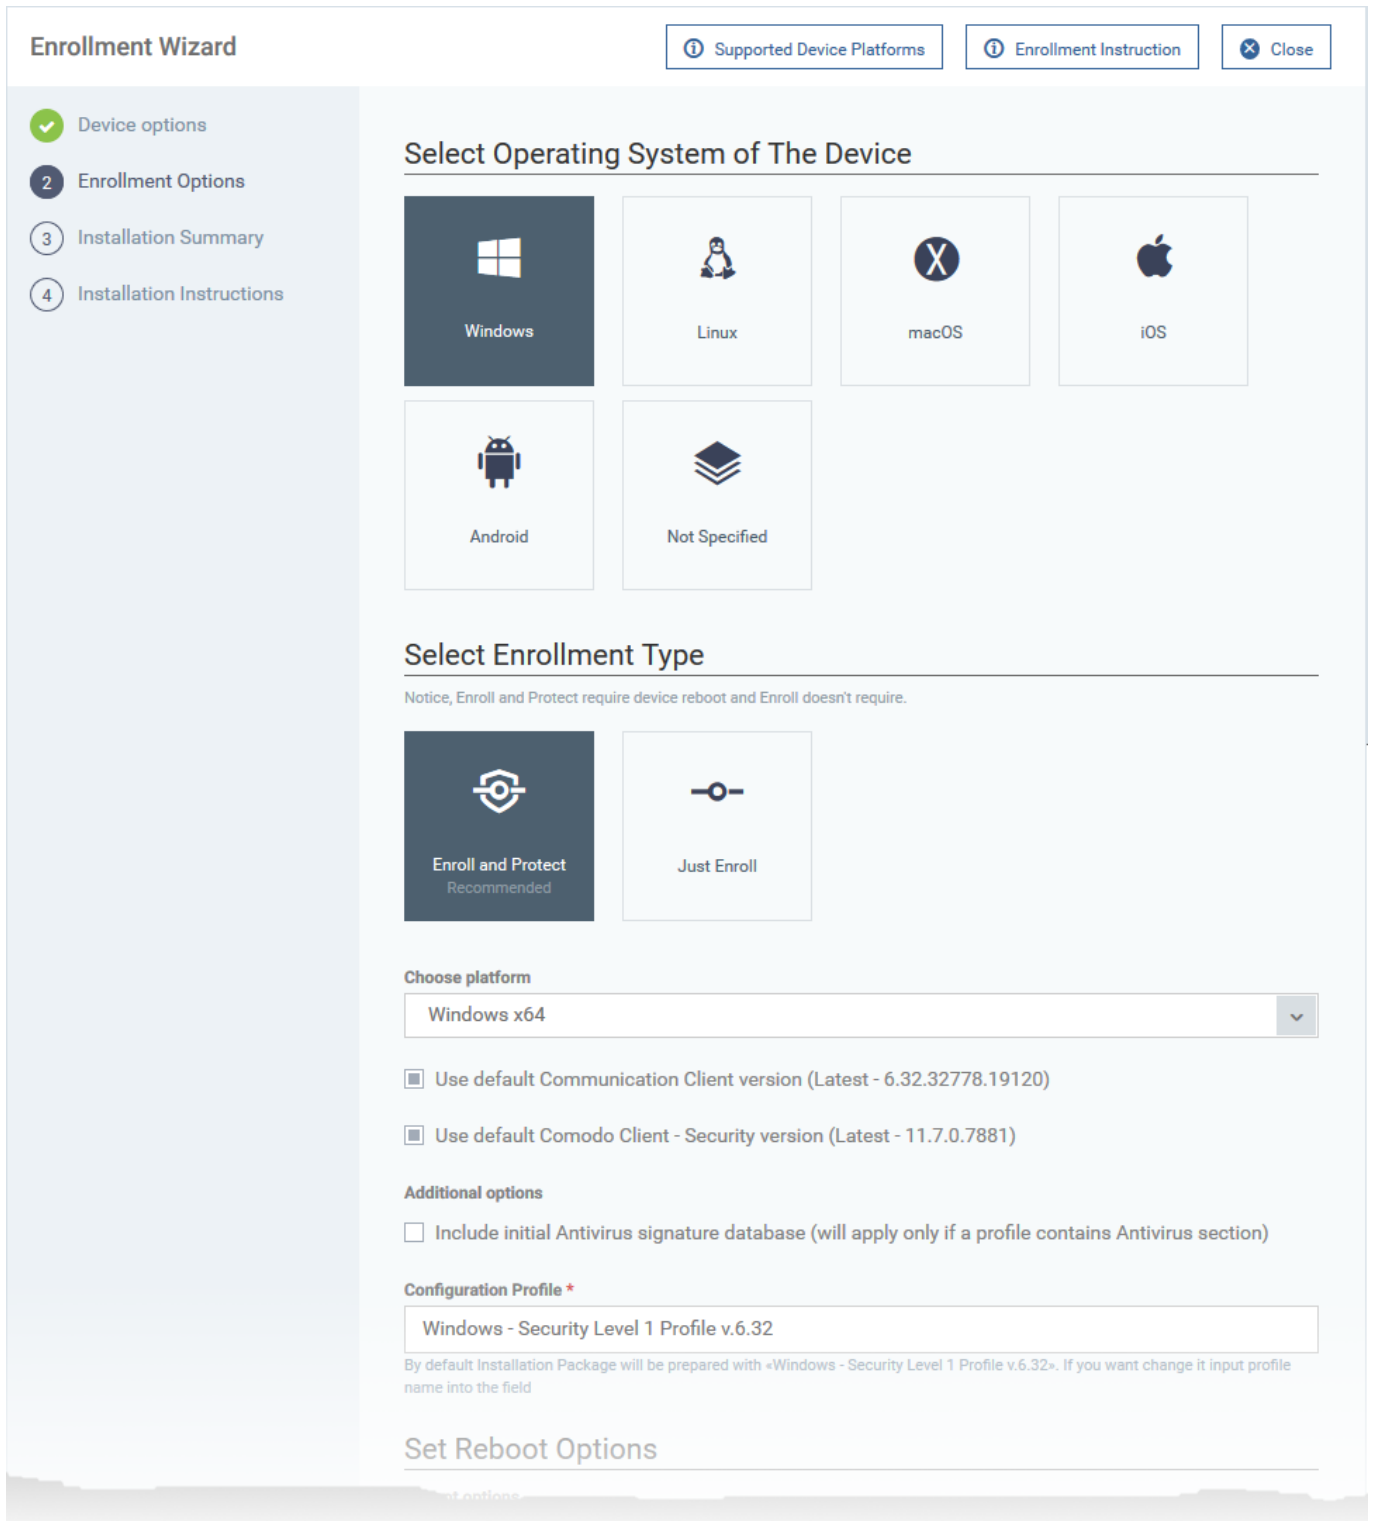 Enrollment Wizard
Supported Device Platforms
Enrollment Instruction
Close
Device options
2 Enrollment Options
3 Installation Summary
4 Installation Instructions
Select Operating System of The Device
Windows
Linux
X
macOS
iOS
Android
Not Specified
Select Enrollment Type
Notice, Enroll and Protect require device reboot and Enroll doesn't require.
Enroll and Protect
Recommended
Just Enroll
Choose platform
Windows x64
Use default Communication Client version (Latest - 6.32.32778.19120)
Use default Comodo Client - Security version (Latest - 11.7.0.7881)
Additional options
Include initial Antivirus signature database (will apply only if a profile contains Antivirus section)
Configuration Profile *
Windows - Security Level 1 Profile v.6.32
By default Installation Package will be prepared with «Windows - Security Level 1 Profile v.6.32». If you want change it input profile
name into the field
Set Reboot Options
options